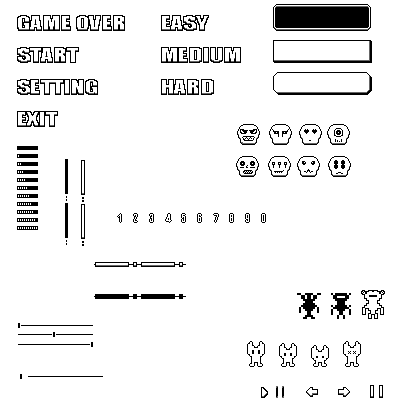 GAME OVER EASY
START MEDIUM
SETTING HARD
EXIT
1 2 3 4 5 6 7 8 9 0